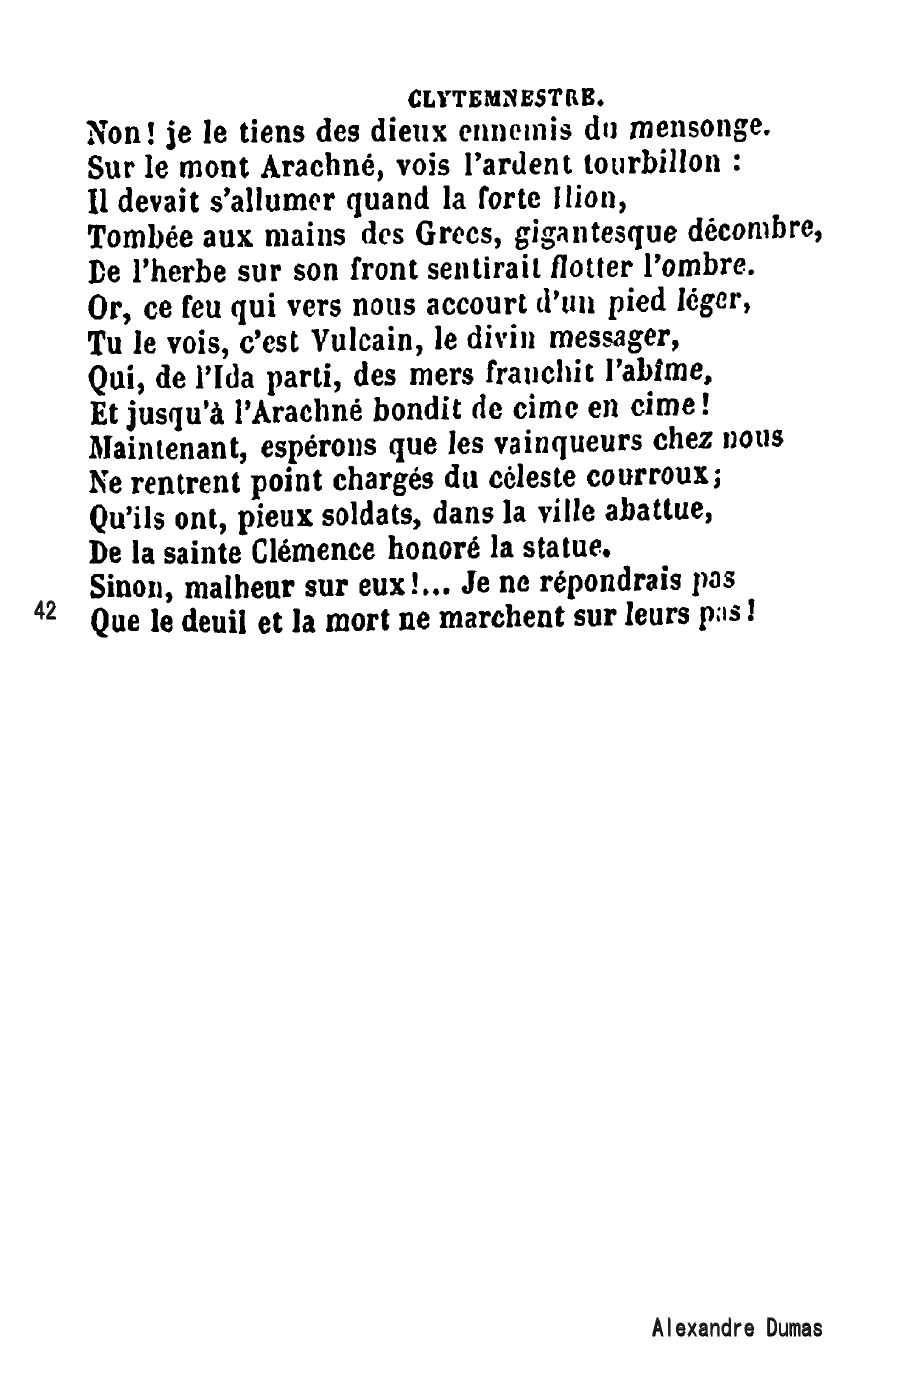 CLYTEMNESTRE.
Non! je le tiens des dieux ennemis du mensonge.
Sur le mont Arachné, vois l'ardent tourbillon :
Il devait s'allumer quand la forte Ilion,
Tombée aux mains des Grecs, gigantesque décombre,
De l'herbe sur son front sentirait flotter l'ombre.
Or, ce feu qui vers nous accourt d'un pied léger,
Tu le vois, c'est Vulcain, le divin messager,
Qui, de l'Ida parti, des mers franchit l'abîme,
Et jusqu'à l'Arachné bondit de cime en cime!
Maintenant, espérons que les vainqueurs chez nous
Ne rentrent point chargés du céleste courroux;
Qu'ils ont, pieux soldats, dans la ville abattue,
De la sainte Clémence honoré la statue.
Sinon, malheur sur eux!... Je ne répondrais pas
42 Que le deuil et la mort ne marchent sur leurs pas!
Alexandre Dumas